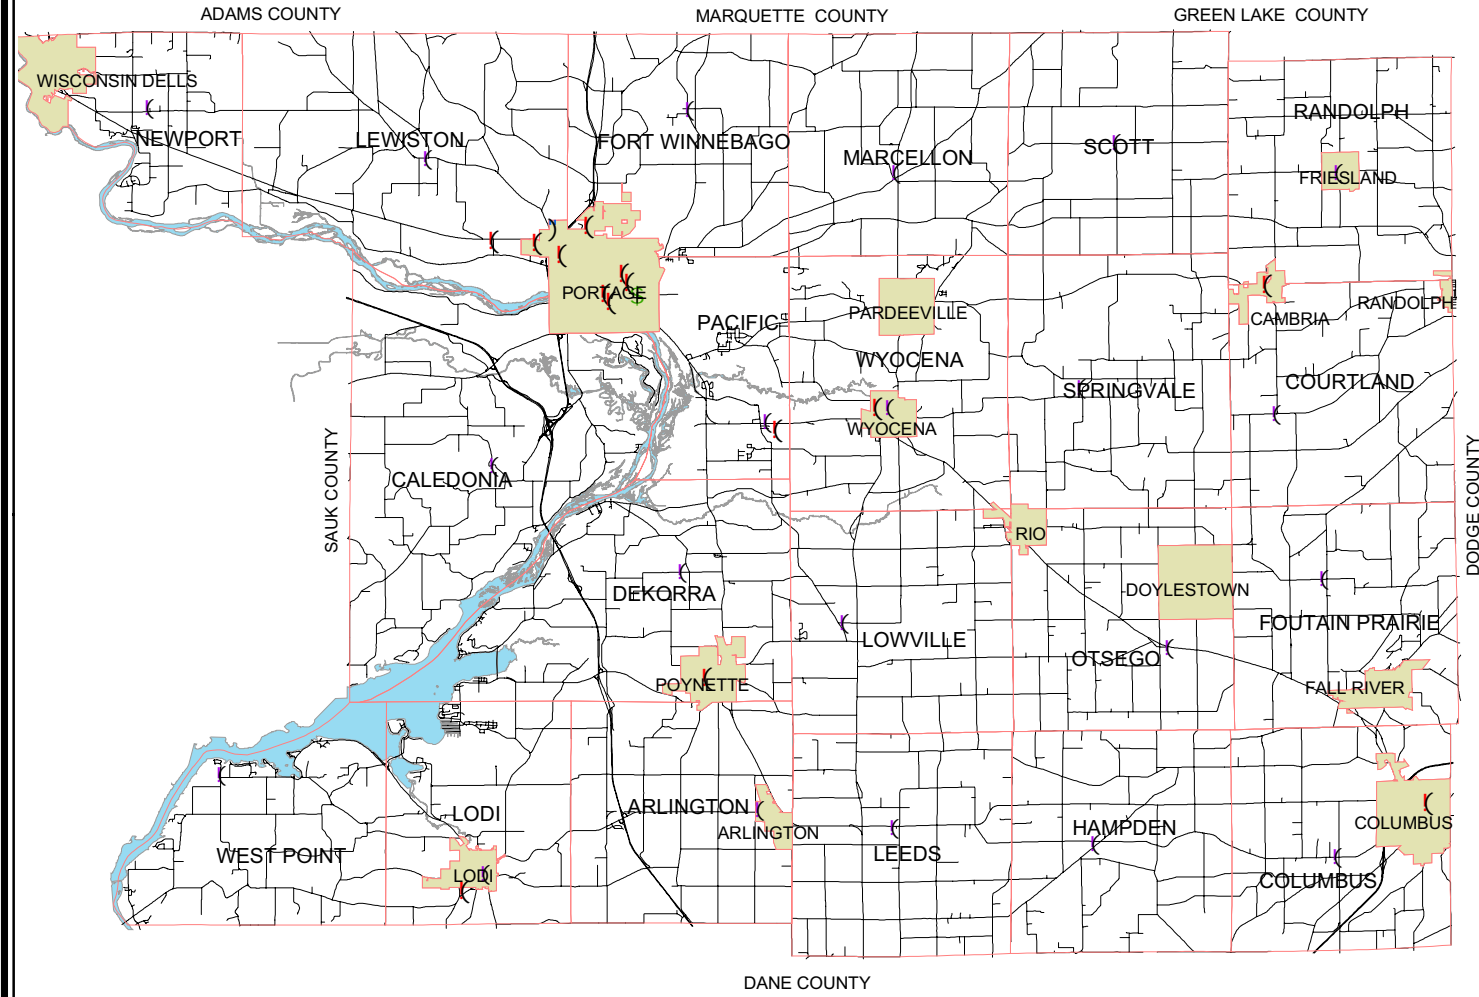 ADAMS COUNTY
MARQUETTE COUNTY
GREEN LAKE COUNTY
WISCONSIN DELLS
NEWPORT
LEWISTON
FORT WINNEBAGO
MARCELLON
SCOTT
RANDOLPH
FRIESLAND
PORTAGE
PACIFIC
PARDEEVILLE
CAMBRIA
RANDOLPH
WYOCENA
SPRINGVALE
COURTLAND
WYOCENA
SAUK COUNTY
CALEDONIA
DODGE COUNTY
RIO
DEKORRA
DOYLESTOWN
FOUTAIN PRAIRIE
LOWVILLE
OTSEGO
POYNETTE
FALL RIVER
LODI
ARLINGTON
ARLINGTON
HAMPDEN
COLUMBUS
WEST POINT
LEEDS
LODI
COLUMBUS
DANE COUNTY